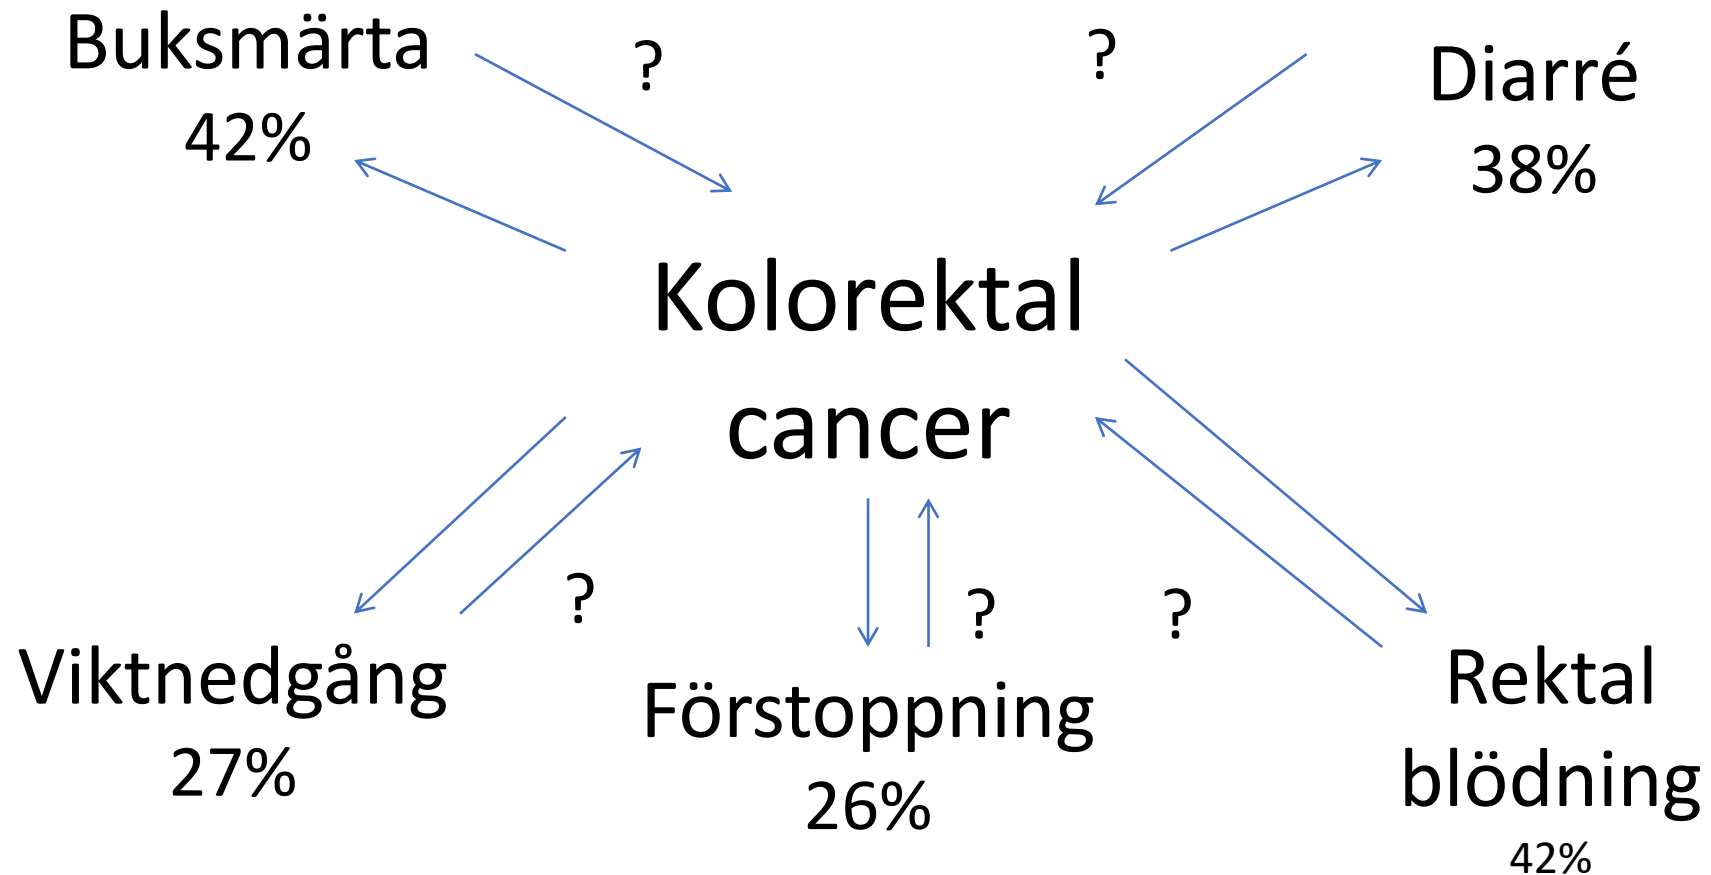 Buksmärta
42%
?
?
Diarré
38%
Kolorektal
cancer
Viktnedgång
27%
?
Förstoppning
26%
?
?
Rektal
blödning
42%